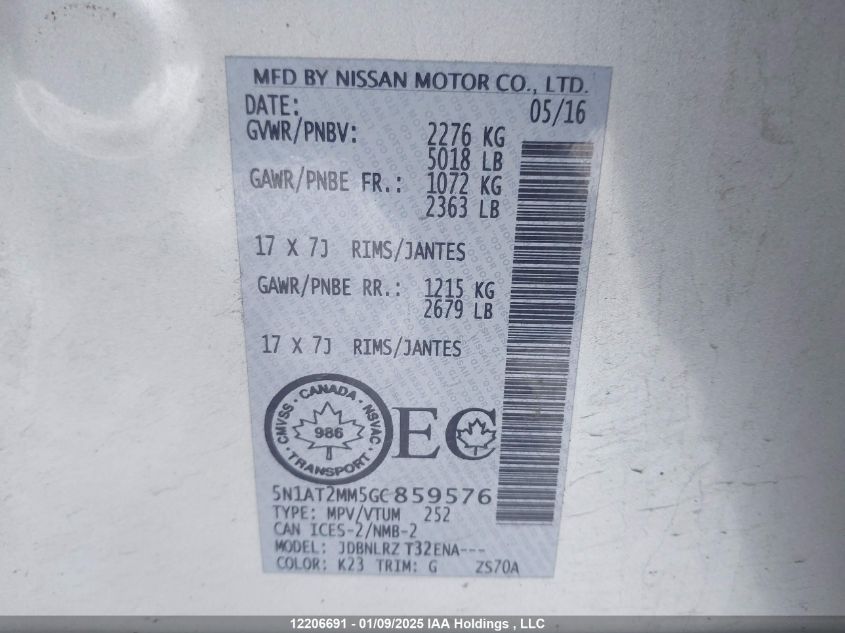 MFD BY NISSAN MOTOR CO., LTD.
DATE: 05/16
GVWR/PNBV: 2276 KG
5018 LB
GAWR/PNBE FR.: 1072 KG
2363 LB
17 X 7J RIMS/JANTES
GAWR/PNBE RR.: 1215 KG
2679 LB
17 X 7J RIMS/JANTES
CMVSS · CANADA · NSVAC · TRANSPORT ·
986
EC
5N1AT2MM5GC859576
TYPE: MPV/VTUM 252
CAN ICES-2/NMB-2
MODEL: JDBNLRZ T32ENA---
COLOR: K23 TRIM: G ZS70A
12206691 - 01/09/2025 IAA Holdings , LLC